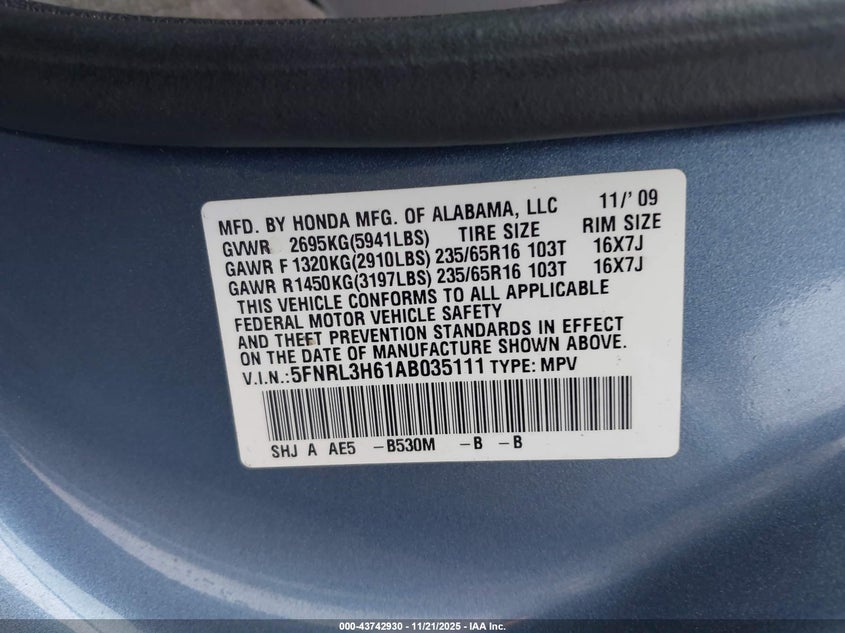 MFD. BY HONDA MFG. OF ALABAMA, LLC 11/' 09
GVWR 2695KG(5941LBS) TIRE SIZE RIM SIZE
GAWR F 1320KG(2910LBS) 235/65R16 103T 16X7J
GAWR R1450KG(3197LBS) 235/65R16 103T 16X7J
THIS VEHICLE CONFORMS TO ALL APPLICABLE
FEDERAL MOTOR VEHICLE SAFETY
AND THEFT PREVENTION STANDARDS IN EFFECT
ON THE DATE OF MANUFACTURE SHOWN ABOVE.
V.I.N.:5FNRL3H61AB035111 TYPE: MPV
SHJ A AE5 -B530M -B -B
000-43742930 - 11/21/2025 - IAA Inc.